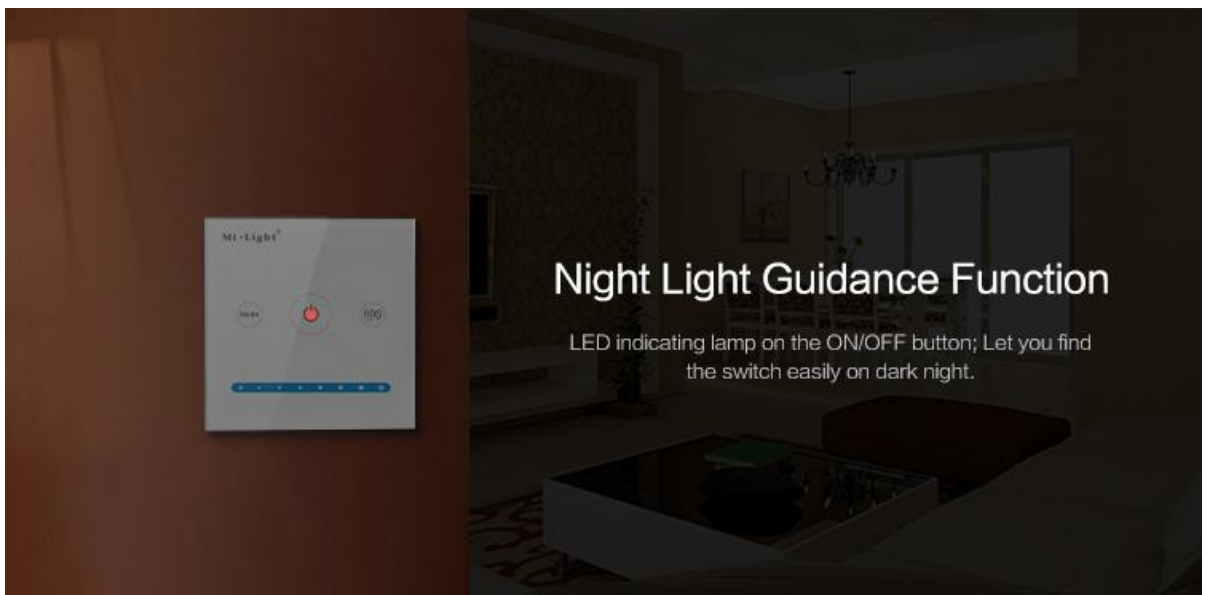 Mi·Light®
Mode
60S
Night Light Guidance Function
LED indicating lamp on the ON/OFF button; Let you find
the switch easily on dark night.